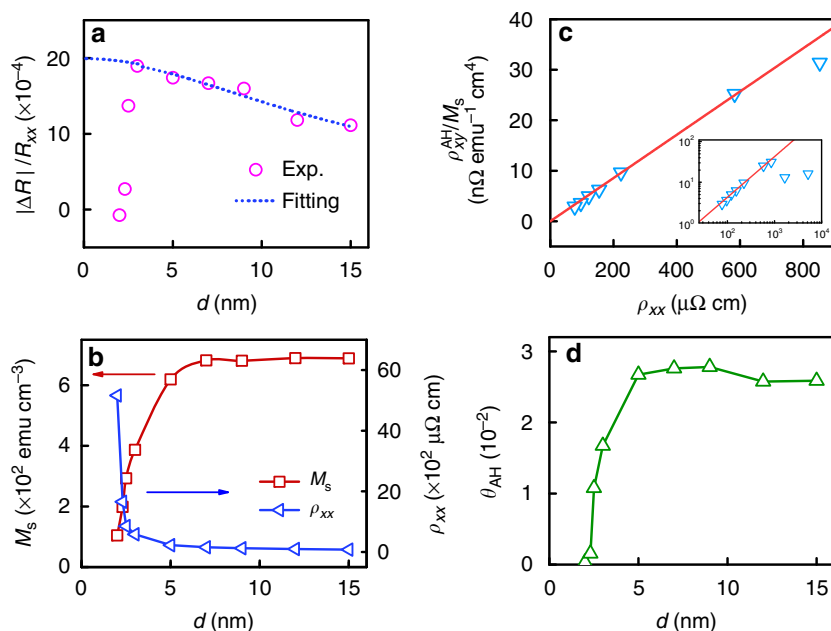 a
|ΔR|/Rxx (×10⁻⁴)
20
10
0
Exp.
Fitting
0 5 10 15
d (nm)
c
ρxyᴬᴴ/Ms
(nΩ emu⁻¹ cm⁴)
40
30
20
10
0
10²
10¹
10⁰
10² 10³ 10⁴
0 200 400 600 800
ρxx (μΩ cm)
b
Ms (×10² emu cm⁻³)
6
4
2
0
Ms
ρxx
60
40
20
0
ρxx (×10² μΩ cm)
0 5 10 15
d (nm)
d
θAH (10⁻²)
3
2
1
0
0 5 10 15
d (nm)